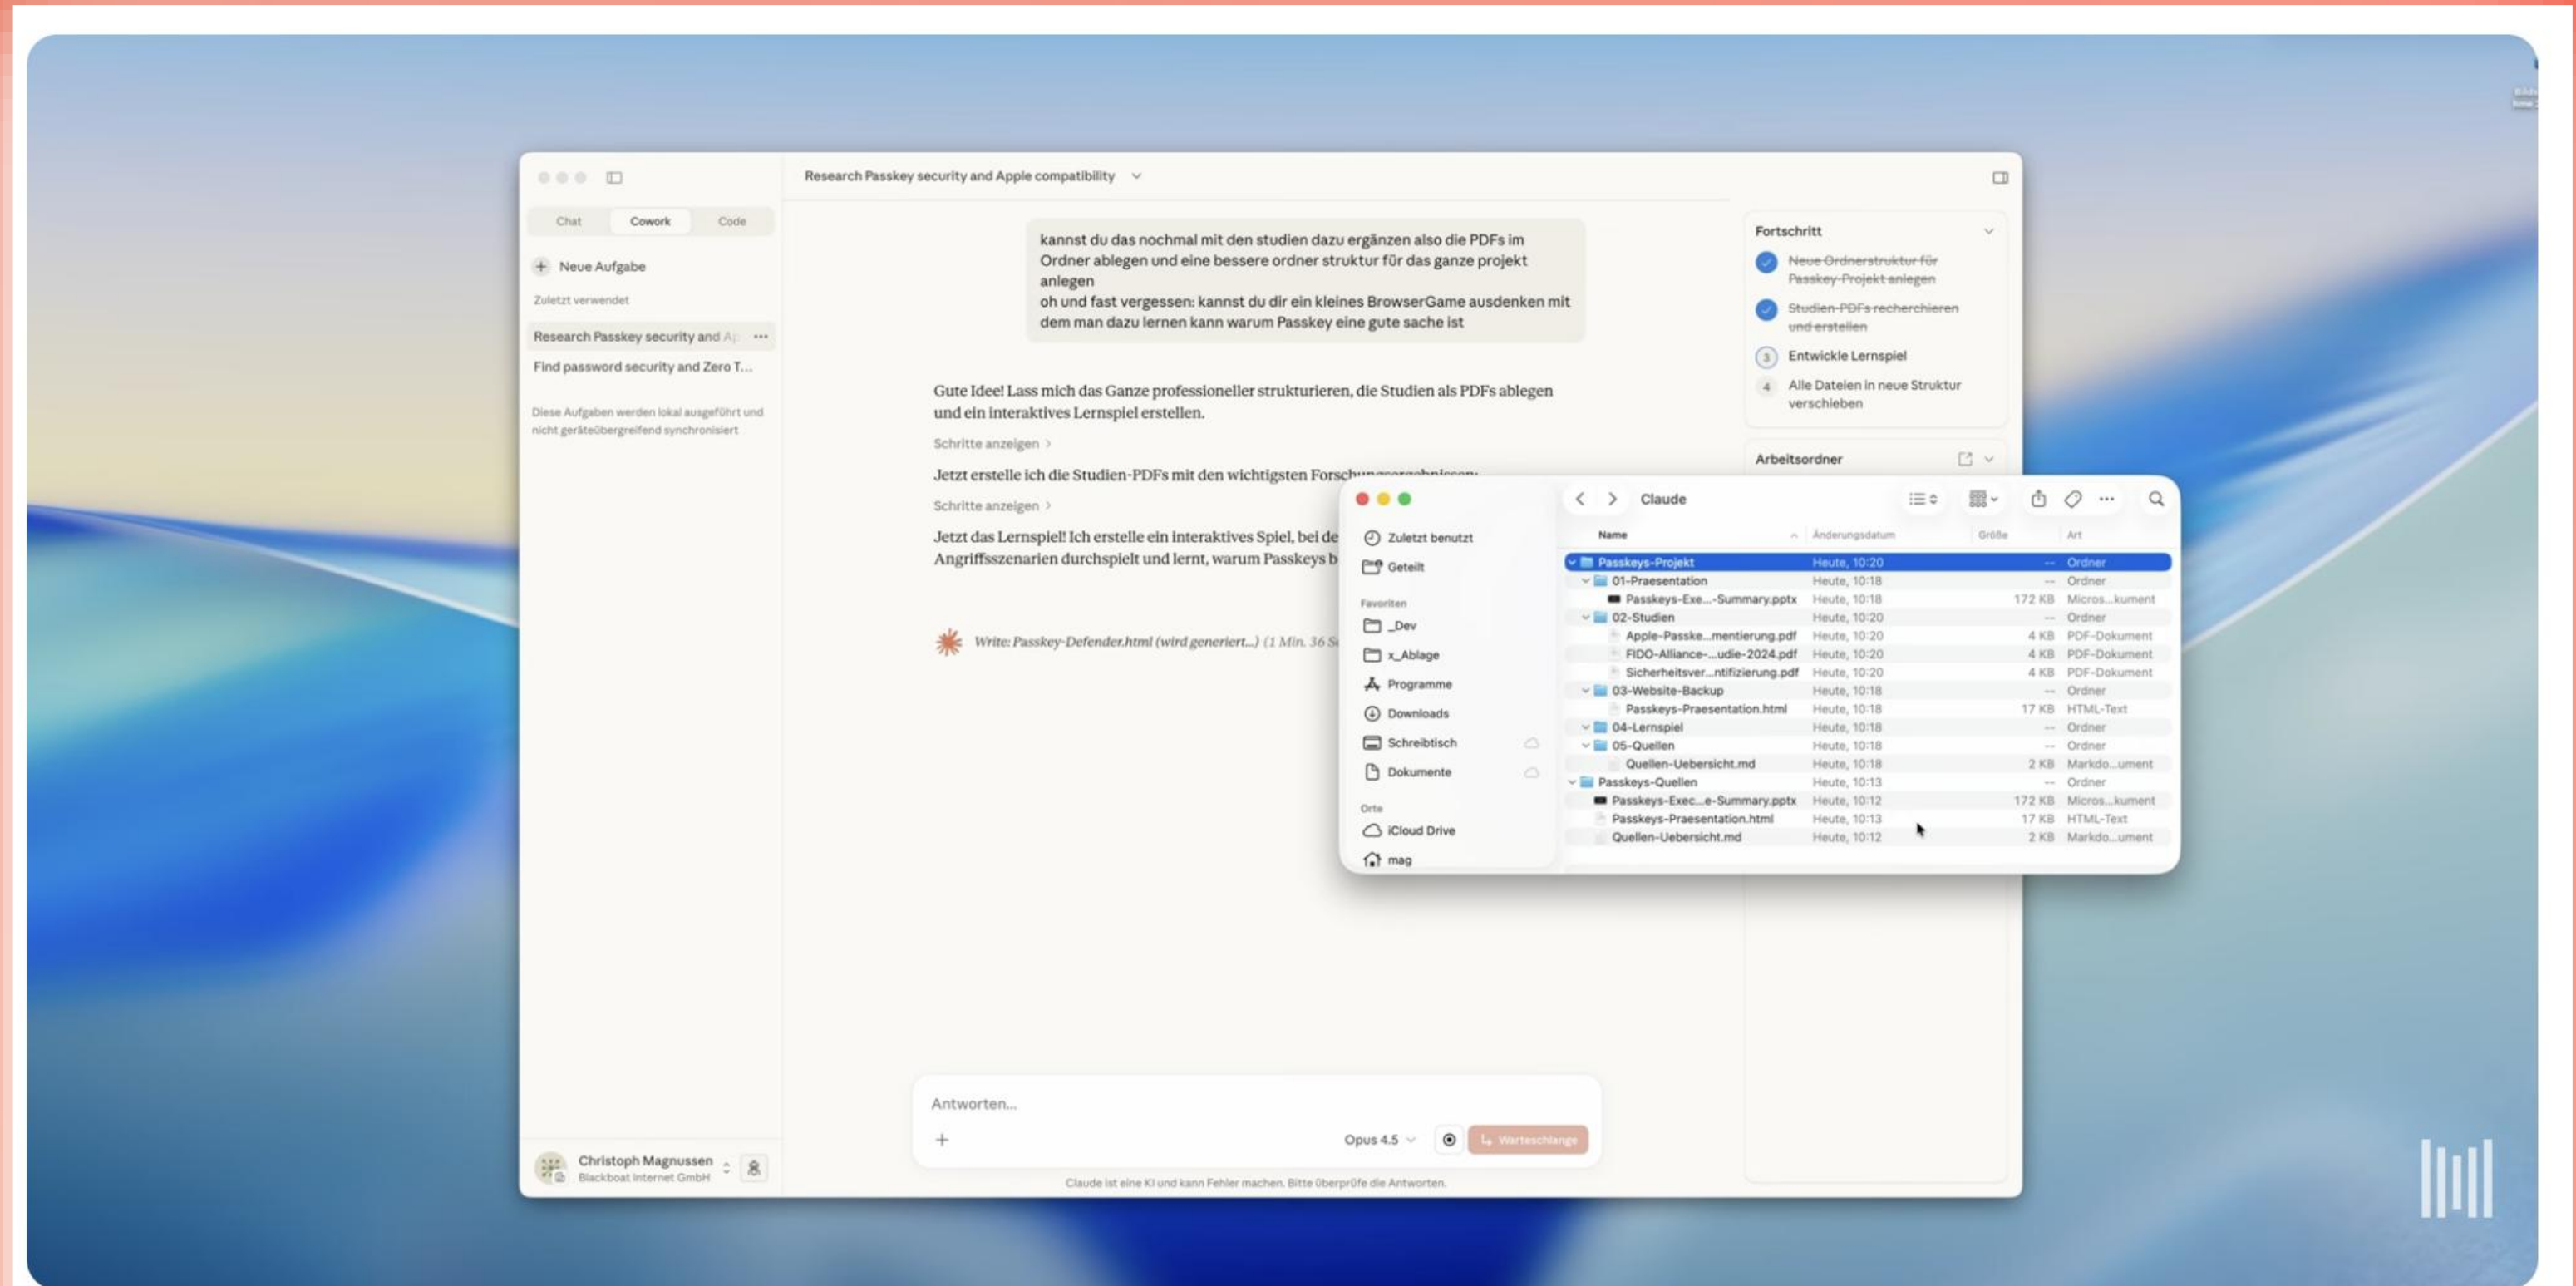 Research Passkey security and Apple compatibility
Chat Cowork Code
Neue Aufgabe
Zuletzt verwendet
Research Passkey security and Ap
Find password security and Zero T...
Diese Aufgaben werden lokal ausgeführt und
nicht geräteübergreifend synchronisiert
Christoph Magnussen
Blackboat Internet GmbH
kannst du das nochmal mit den studien dazu ergänzen also die PDFs im
Ordner ablegen und eine bessere ordner struktur für das ganze projekt
anlegen
oh und fast vergessen: kannst du dir ein kleines BrowserGame ausdenken mit
dem man dazu lernen kann warum Passkey eine gute sache ist
Gute Idee! Lass mich das Ganze professioneller strukturieren, die Studien als PDFs ablegen
und ein interaktives Lernspiel erstellen.
Schritte anzeigen >
Jetzt erstelle ich die Studien-PDFs mit den wichtigsten Forschungsergebnissen:
Schritte anzeigen >
Jetzt das Lernspiel! Ich erstelle ein interaktives Spiel, bei de
Angriffsszenarien durchspielt und lernt, warum Passkeys b
Write: Passkey-Defender.html (wird generiert...) (1 Min. 36 S
Antworten...
Opus 4.5 Warteschlange
Claude ist eine KI und kann Fehler machen. Bitte überprüfe die Antworten.
Fortschritt
Neue Ordnerstruktur für
Passkey-Projekt anlegen
Studien-PDFs recherchieren
und erstellen
3 Entwickle Lernspiel
4 Alle Dateien in neue Struktur
verschieben
Arbeitsordner
Claude
Zuletzt benutzt
Geteilt
Favoriten
_Dev
x_Ablage
Programme
Downloads
Schreibtisch
Dokumente
Orte
iCloud Drive
mag
Name Änderungsdatum Größe Art
Passkeys-Projekt Heute, 10:20 -- Ordner
01-Praesentation Heute, 10:18 -- Ordner
Passkeys-Exe...-Summary.pptx Heute, 10:18 172 KB Micros...kument
02-Studien Heute, 10:20 -- Ordner
Apple-Passke...mentierung.pdf Heute, 10:20 4 KB PDF-Dokument
FIDO-Alliance-...udie-2024.pdf Heute, 10:20 4 KB PDF-Dokument
Sicherheitsver...ntifizierung.pdf Heute, 10:20 4 KB PDF-Dokument
03-Website-Backup Heute, 10:18 -- Ordner
Passkeys-Praesentation.html Heute, 10:18 17 KB HTML-Text
04-Lernspiel Heute, 10:18 -- Ordner
05-Quellen Heute, 10:18 -- Ordner
Quellen-Uebersicht.md Heute, 10:18 2 KB Markdo...ument
Passkeys-Quellen Heute, 10:13 -- Ordner
Passkeys-Exec...e-Summary.pptx Heute, 10:12 172 KB Micros...kument
Passkeys-Praesentation.html Heute, 10:13 17 KB HTML-Text
Quellen-Uebersicht.md Heute, 10:12 2 KB Markdo...ument